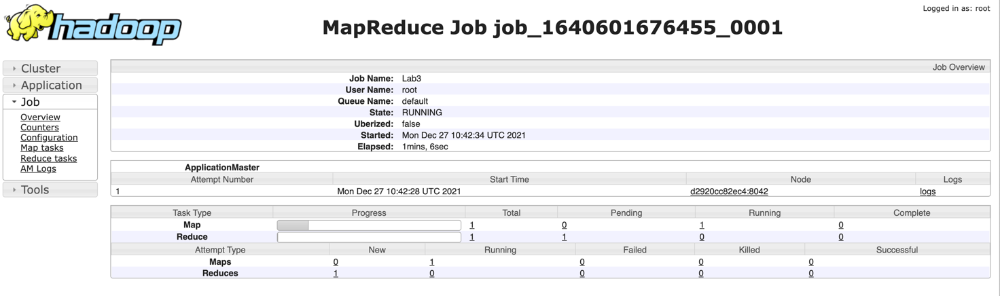 Logged in as: root
hadoop
MapReduce Job job_1640601676455_0001
Cluster
Application
Job
Overview
Counters
Configuration
Map tasks
Reduce tasks
AM Logs
Tools
Job Overview
Job Name: Lab3
User Name: root
Queue Name: default
State: RUNNING
Uberized: false
Started: Mon Dec 27 10:42:34 UTC 2021
Elapsed: 1mins, 6sec
ApplicationMaster
Attempt Number Start Time Node Logs
1 Mon Dec 27 10:42:28 UTC 2021 d2920cc82ec4:8042 logs
Task Type Progress Total Pending Running Complete
Map 1 0 1 0
Reduce 1 1 0 0
Attempt Type New Running Failed Killed Successful
Maps 0 1 0 0 0
Reduces 1 0 0 0 0